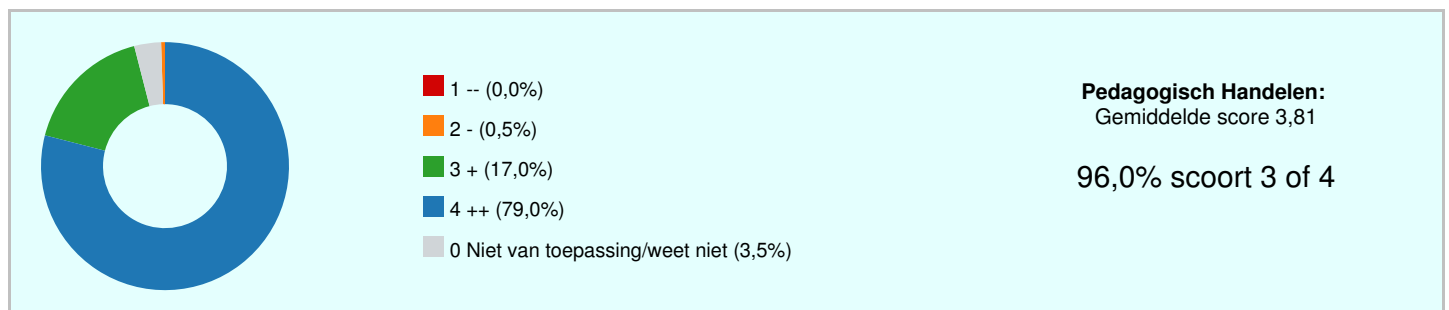 1 -- (0,0%)
2 - (0,5%)
3 + (17,0%)
4 ++ (79,0%)
0 Niet van toepassing/weet niet (3,5%)
Pedagogisch Handelen:
Gemiddelde score 3,81
96,0% scoort 3 of 4